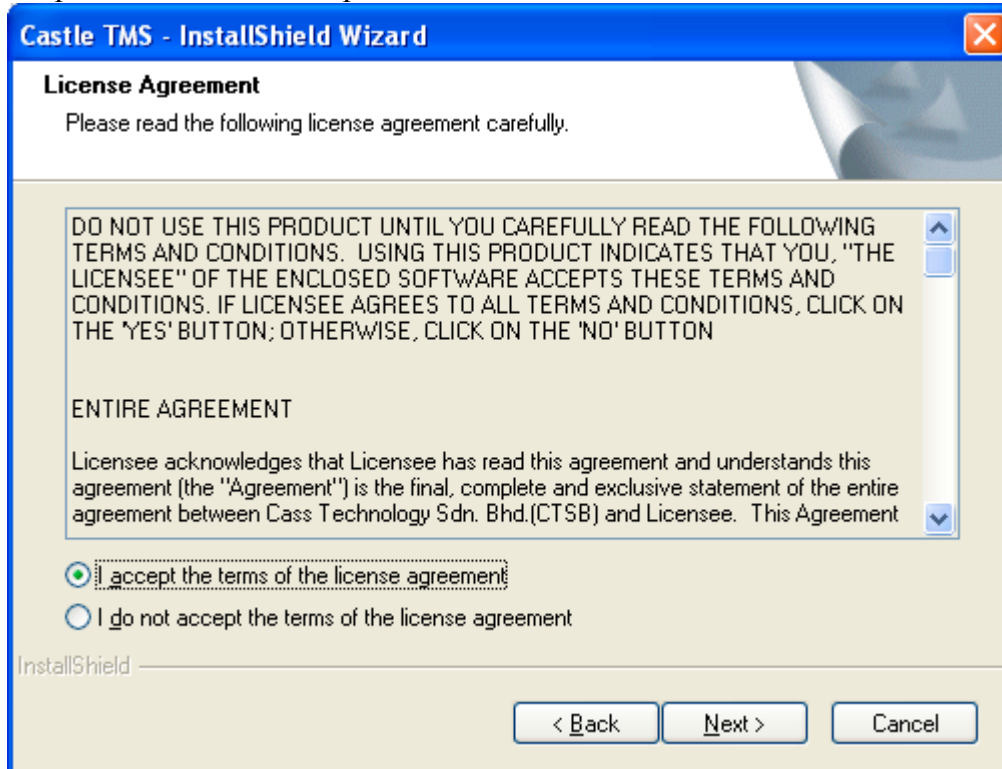 Castle TMS - InstallShield Wizard
License Agreement
Please read the following license agreement carefully.
DO NOT USE THIS PRODUCT UNTIL YOU CAREFULLY READ THE FOLLOWING
TERMS AND CONDITIONS.  USING THIS PRODUCT INDICATES THAT YOU, "THE
LICENSEE" OF THE ENCLOSED SOFTWARE ACCEPTS THESE TERMS AND
CONDITIONS. IF LICENSEE AGREES TO ALL TERMS AND CONDITIONS, CLICK ON
THE 'YES' BUTTON; OTHERWISE, CLICK ON THE 'NO' BUTTON
ENTIRE AGREEMENT
Licensee acknowledges that Licensee has read this agreement and understands this
agreement (the "Agreement") is the final, complete and exclusive statement of the entire
agreement between Cass Technology Sdn. Bhd.(CTSB) and Licensee.  This Agreement
I accept the terms of the license agreement
I do not accept the terms of the license agreement
InstallShield
< Back
Next >
Cancel